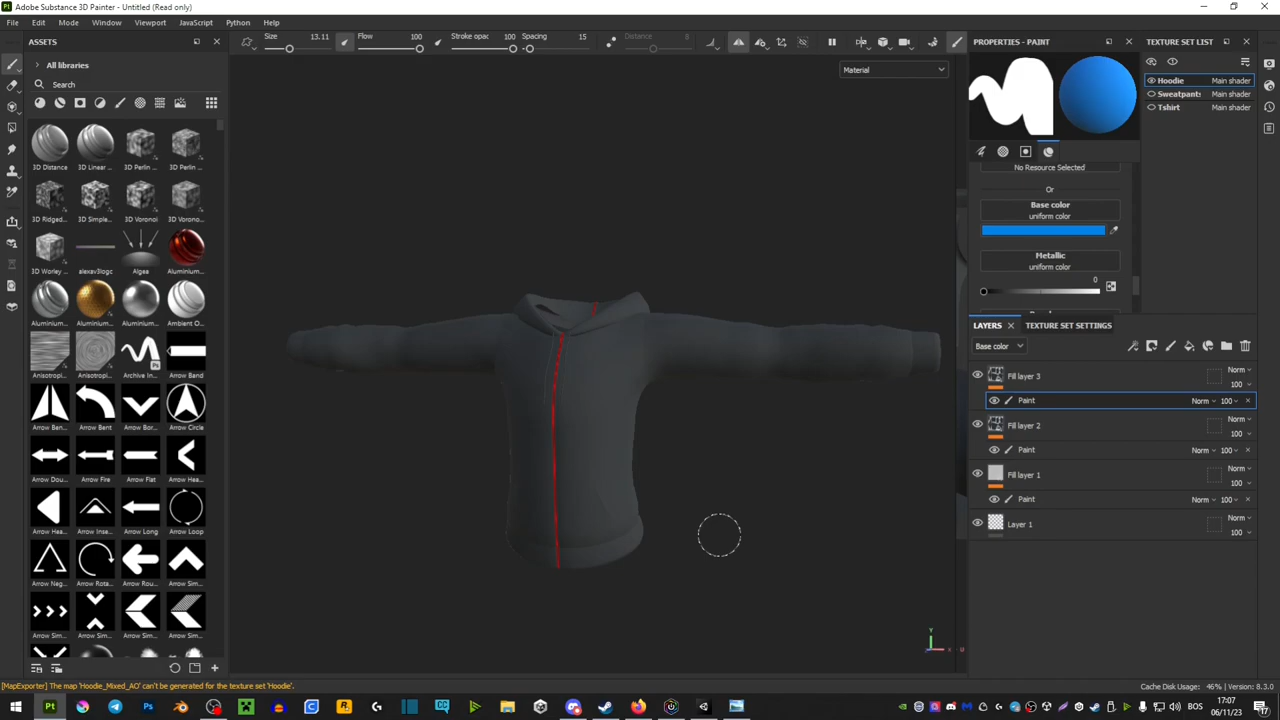 Adobe Substance 3D Painter - Untitled (Read only)
File Edit Mode Window Viewport JavaScript Python Help
Size 13.11 Flow 100 Stroke opac 100 Spacing 15 Distance 8
ASSETS
All libraries
Search
3D Distance 3D Linear ... 3D Perlin ... 3D Perlin ...
3D Ridged... 3D Simple... 3D Voronoi 3D Vorono...
3D Worley ... alexav3logc Algea Aluminium...
Aluminium... Aluminium... Aluminium... Ambient O...
Anisotropi... Anisotropi... Archive In... Arrow Band
Arrow Ban... Arrow Bent Arrow Bor... Arrow Circle
Arrow Dou... Arrow Fire Arrow Flat Arrow Hea...
Arrow Hea... Arrow Inse... Arrow Long Arrow Loop
Arrow Neg... Arrow Rota... Arrow Rou... Arrow Sim...
Arrow Sim... Arrow Sim... Arrow Sim... Arrow Sim...
Material
Y
PROPERTIES - PAINT
No Resource Selected
Or
Base color
uniform color
Metallic
uniform color
0
TEXTURE SET LIST
Hoodie Main shader
Sweatpants Main shader
Tshirt Main shader
LAYERS TEXTURE SET SETTINGS
Base color
Fill layer 3 Norm 100
Paint Norm 100
Fill layer 2 Norm 100
Paint Norm 100
Fill layer 1 Norm 100
Paint Norm 100
Layer 1 Norm 100
[MapExporter] The map 'Hoodie_Mixed_AO' can't be generated for the texture set 'Hoodie'.
Cache Disk Usage: 46% | Version: 8.3.0
BOS 17:07
06/11/23